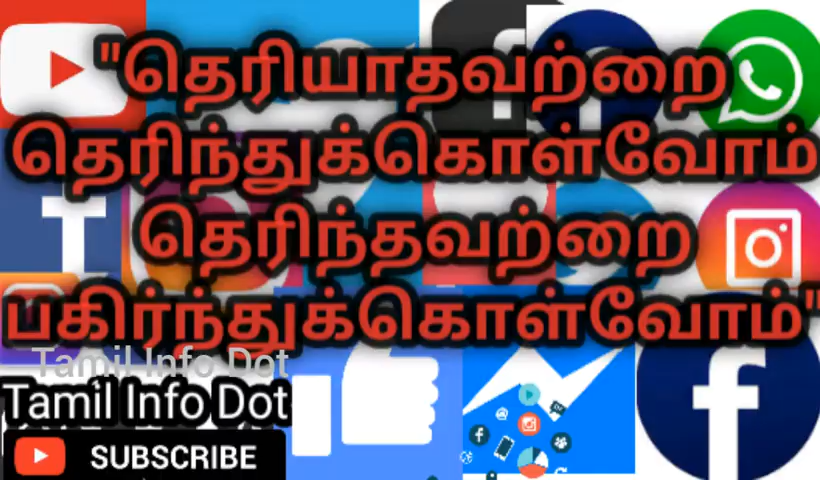 "தெரியாதவற்றை
தெரிந்துக்கொள்வோம்
தெரிந்தவற்றை
பகிர்ந்துக்கொள்வோம்"
Tamil Info Dot
Tamil Info Dot
SUBSCRIBE